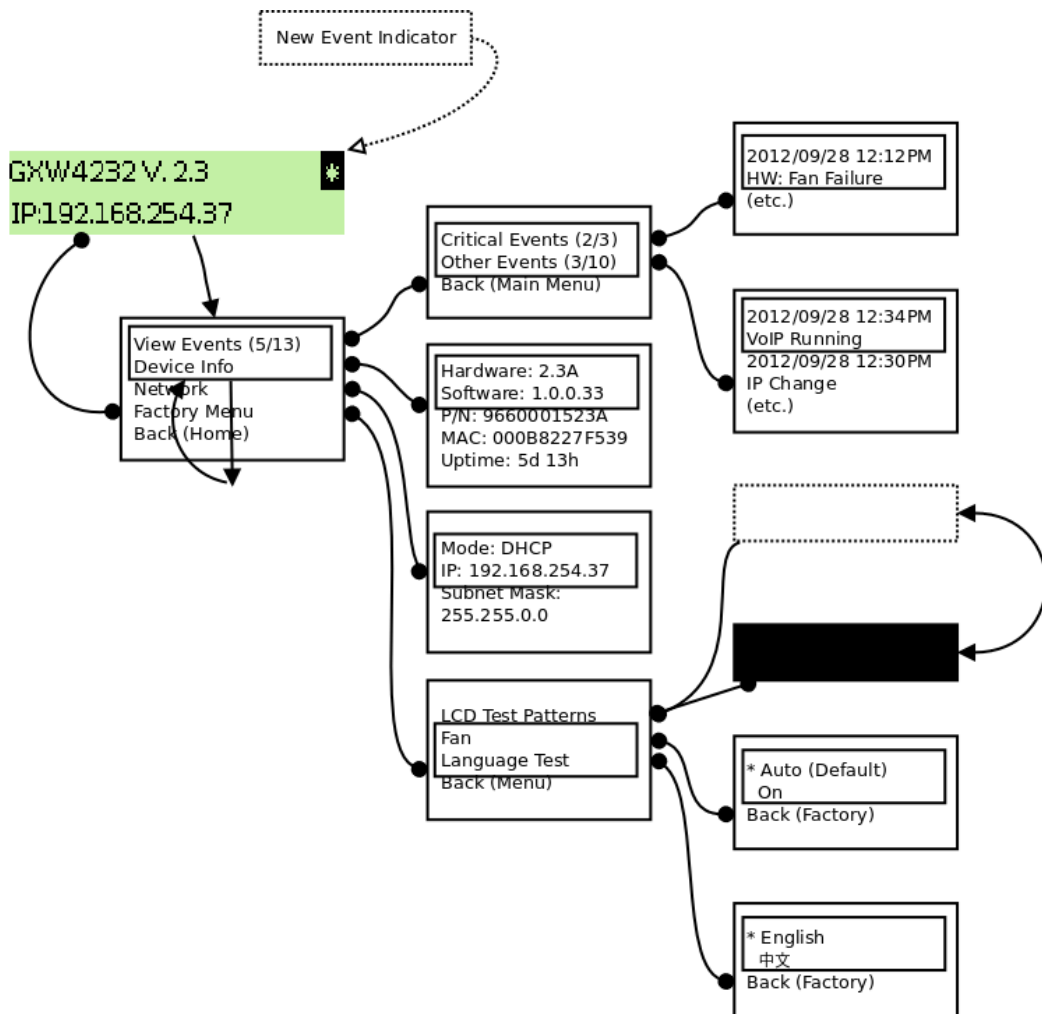 New Event Indicator
GXW4232 V. 2.3 *
IP:192.168.254.37
View Events (5/13)
Device Info
Network
Factory Menu
Back (Home)
Critical Events (2/3)
Other Events (3/10)
Back (Main Menu)
Hardware: 2.3A
Software: 1.0.0.33
P/N: 9660001523A
MAC: 000B8227F539
Uptime: 5d 13h
Mode: DHCP
IP: 192.168.254.37
Subnet Mask:
255.255.0.0
LCD Test Patterns
Fan
Language Test
Back (Menu)
2012/09/28 12:12PM
HW: Fan Failure
(etc.)
2012/09/28 12:34PM
VoIP Running
2012/09/28 12:30PM
IP Change
(etc.)
* Auto (Default)
On
Back (Factory)
* English
中文
Back (Factory)